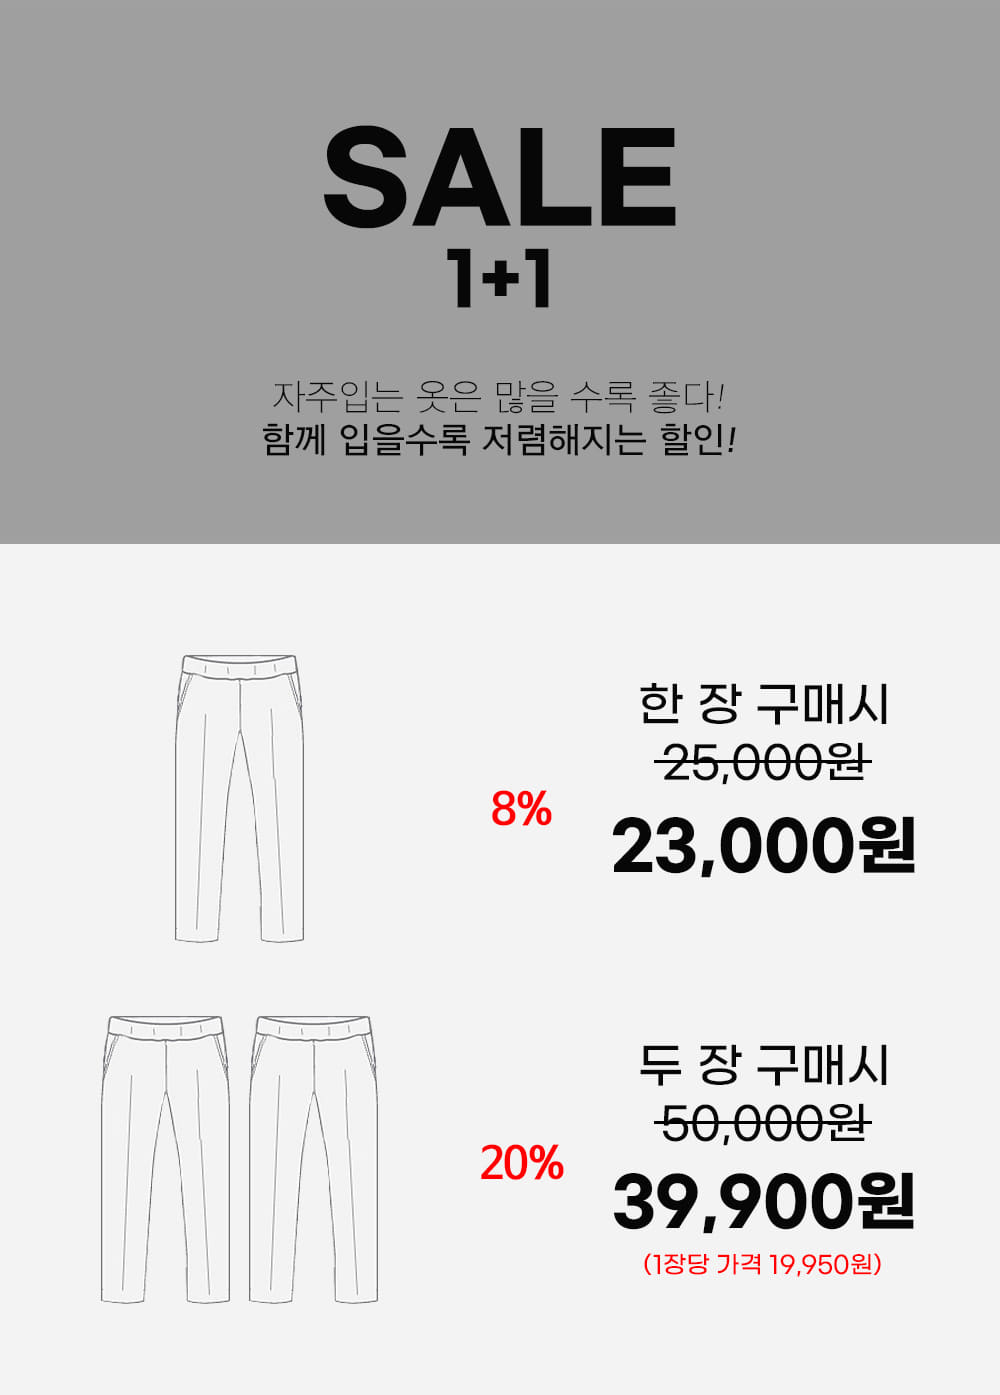 SALE
1+1
자주입는 옷은 많을 수록 좋다!
함께 입을수록 저렴해지는 할인!
한 장 구매시
25,000원
8%
23,000원
두 장 구매시
50,000원
20%
39,900원
(1장당 가격 19,950원)